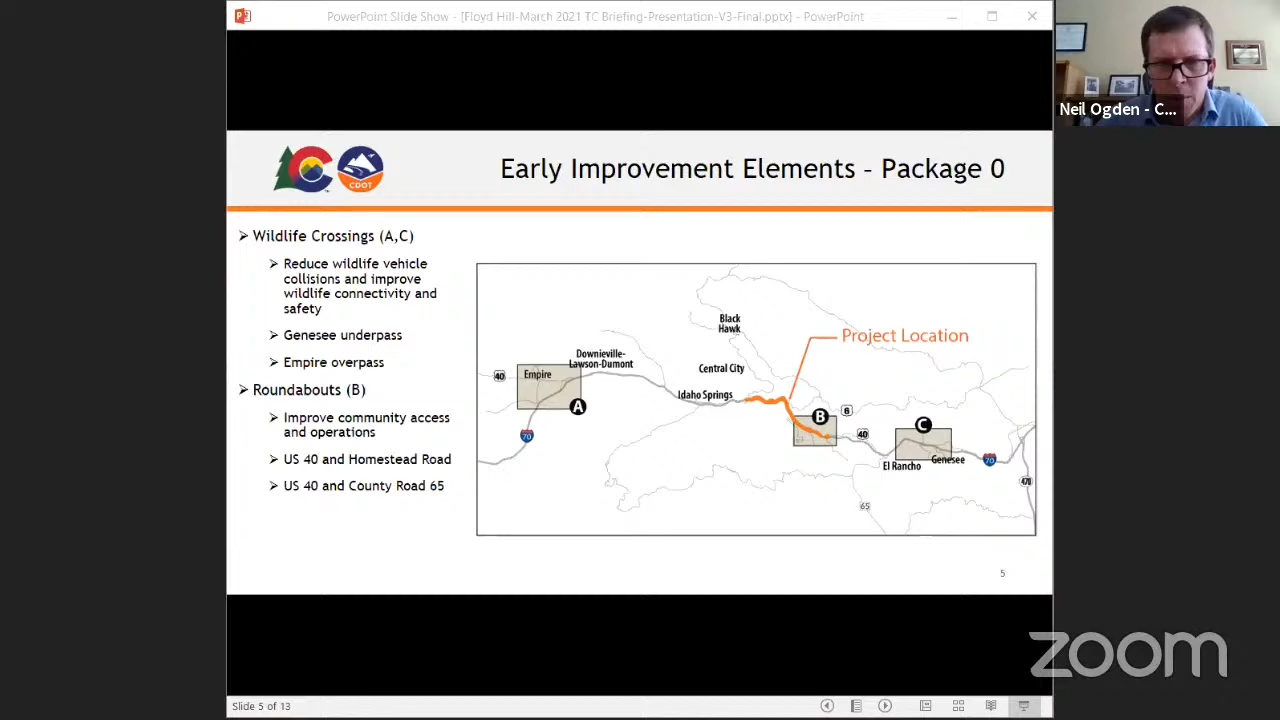 PowerPoint Slide Show - [Floyd Hill-March 2021 TC Briefing-Presentation-V3-Final.pptx] - PowerPoint
Neil Ogden - C...
CDOT
Early Improvement Elements – Package 0
Wildlife Crossings (A,C)
Reduce wildlife vehicle
collisions and improve
wildlife connectivity and
safety
Genesee underpass
Empire overpass
Roundabouts (B)
Improve community access
and operations
US 40 and Homestead Road
US 40 and County Road 65
Black
Hawk
Project Location
Downieville-
Lawson-Dumont
40
Empire
Central City
Idaho Springs
A
B
6
C
70
40
El Rancho
Genesee
70
470
65
5
zoom
Slide 5 of 13